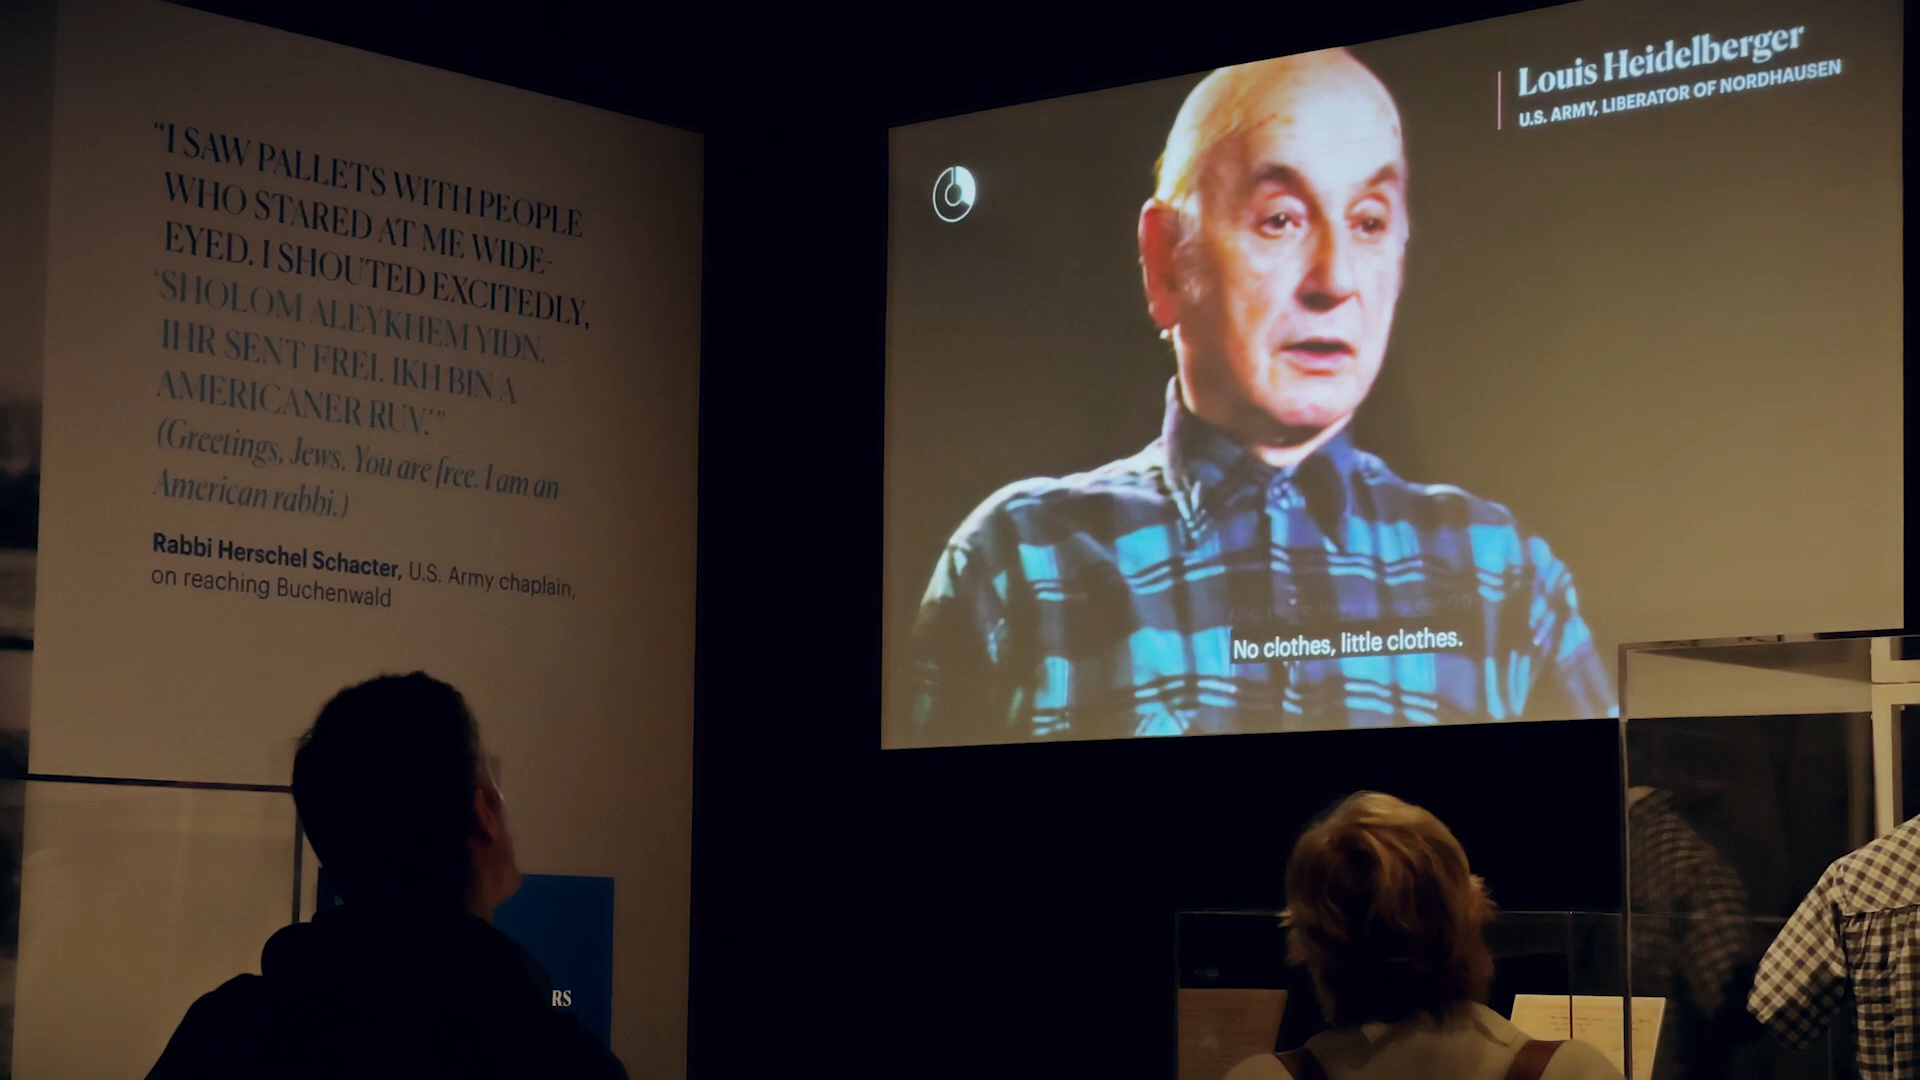 “I SAW PALLETS WITH PEOPLE
WHO STARED AT ME WIDE-
EYED. I SHOUTED EXCITEDLY,
‘SHOLOM ALEYKHEM YIDN.
IHR SENT FREI. IKH BIN A
AMERICANER RUV.’”
(Greetings, Jews. You are free. I am an
American rabbi.)
Rabbi Herschel Schacter, U.S. Army chaplain,
on reaching Buchenwald
RS
Louis Heidelberger
U.S. ARMY, LIBERATOR OF NORDHAUSEN
No clothes, little clothes.